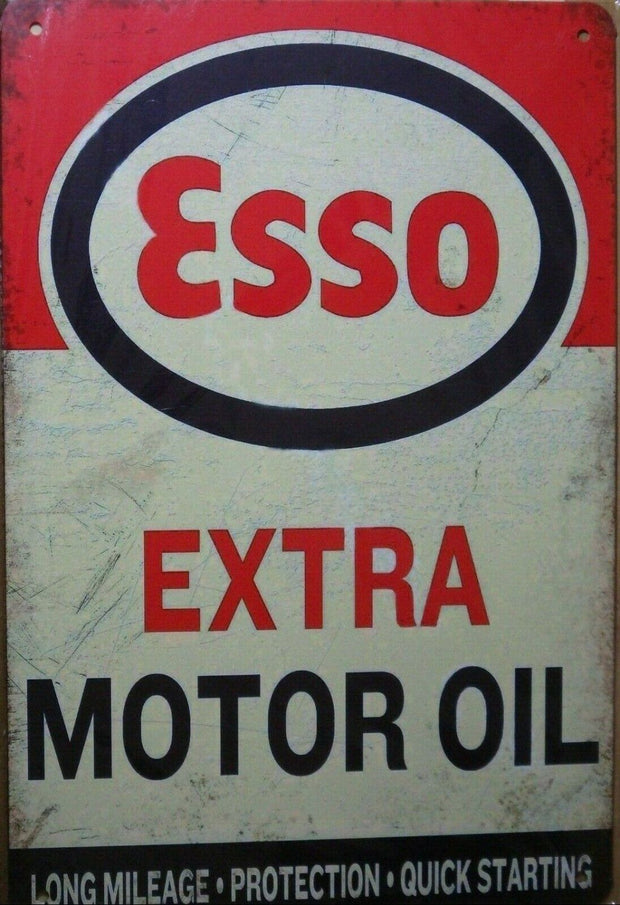 Esso
EXTRA
MOTOR OIL
LONG MILEAGE • PROTECTION • QUICK STARTING